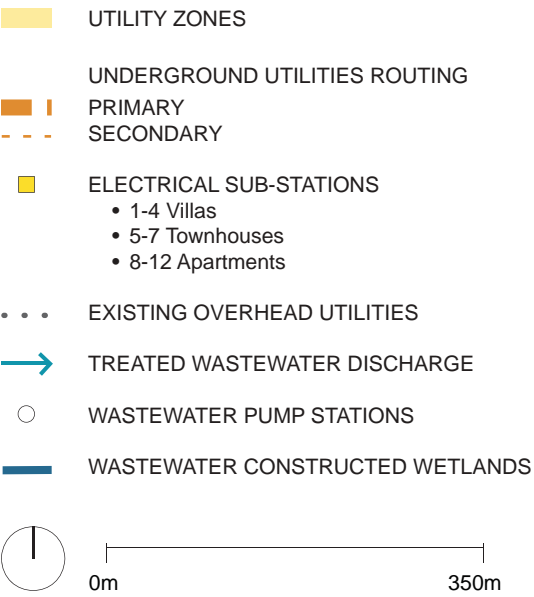 UTILITY ZONES
UNDERGROUND UTILITIES ROUTING
PRIMARY
SECONDARY
ELECTRICAL SUB-STATIONS
• 1-4 Villas
• 5-7 Townhouses
• 8-12 Apartments
EXISTING OVERHEAD UTILITIES
TREATED WASTEWATER DISCHARGE
WASTEWATER PUMP STATIONS
WASTEWATER CONSTRUCTED WETLANDS
0m 350m